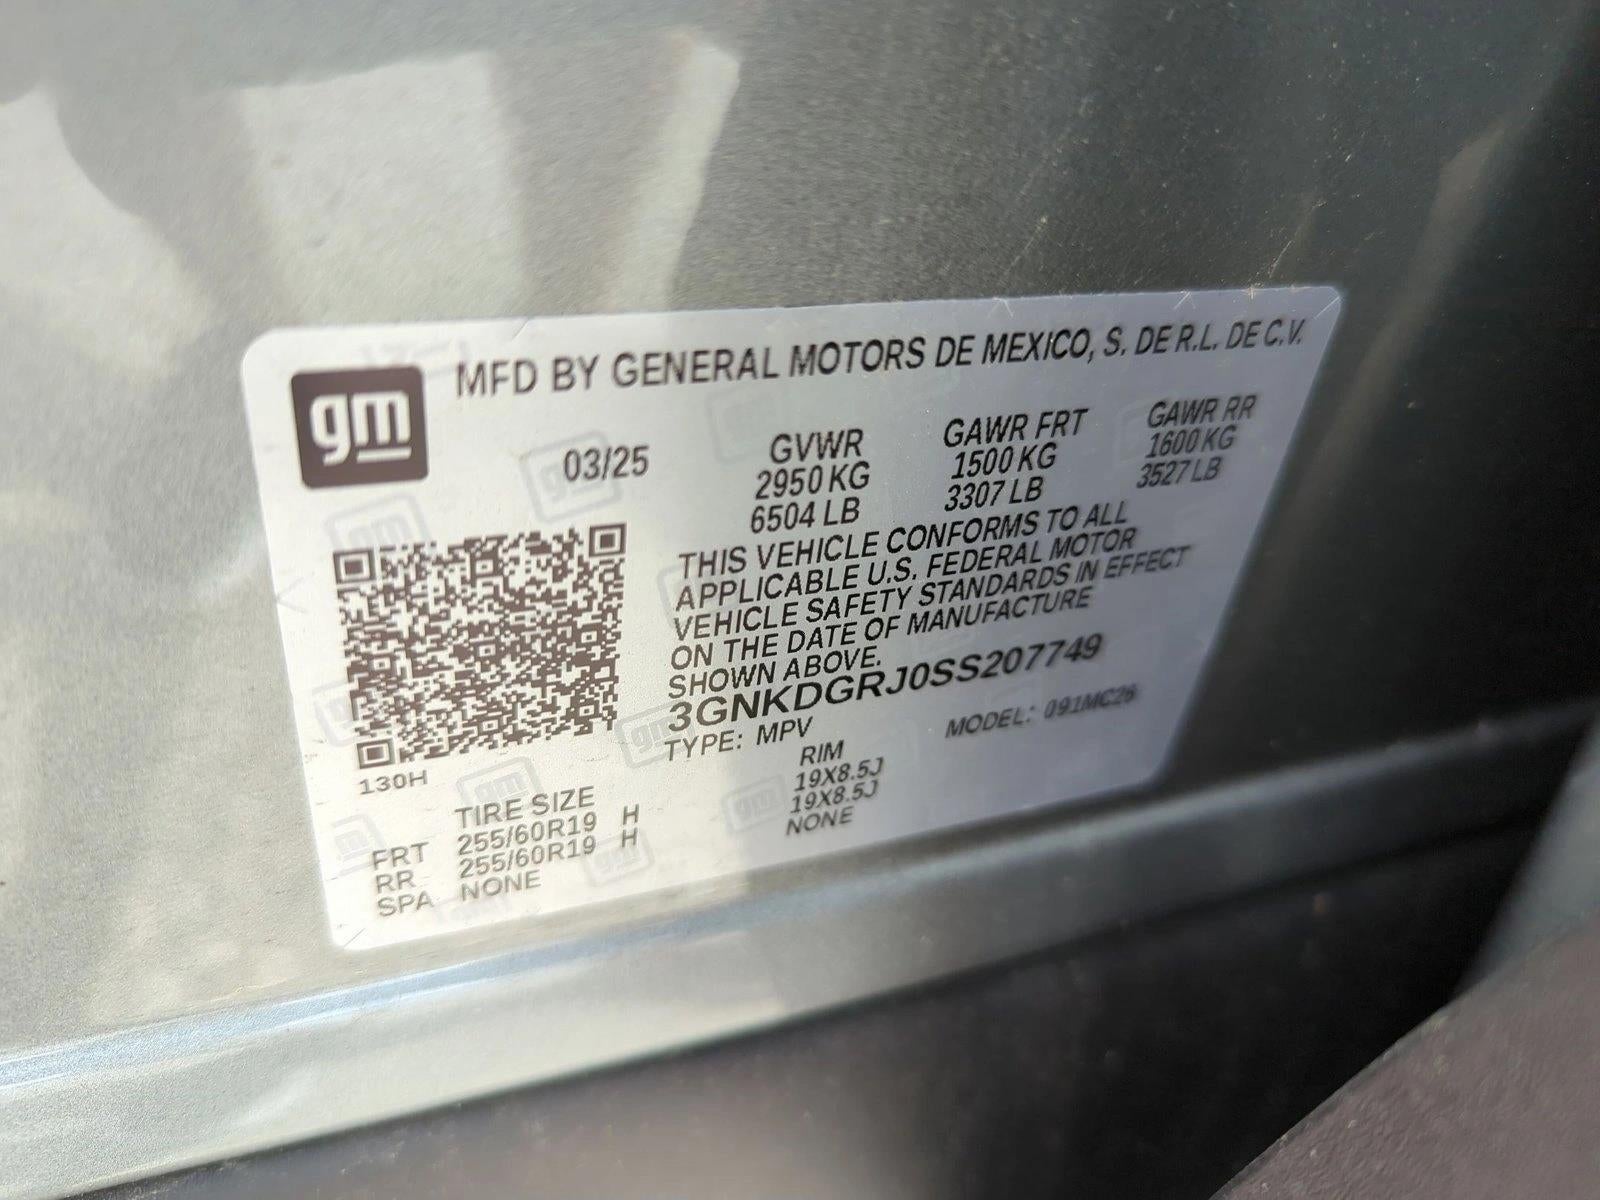 gm
MFD BY GENERAL MOTORS DE MEXICO, S. DE R.L. DE C.V.
03/25
GVWR
2950 KG
6504 LB
GAWR FRT
1500 KG
3307 LB
GAWR RR
1600 KG
3527 LB
THIS VEHICLE CONFORMS TO ALL
APPLICABLE U.S. FEDERAL MOTOR
VEHICLE SAFETY STANDARDS IN EFFECT
ON THE DATE OF MANUFACTURE
SHOWN ABOVE.
3GNKDGRJ0SS207749
TYPE: MPV MODEL: 091MC26
130H
TIRE SIZE RIM
FRT 255/60R19 H 19X8.5J
RR 255/60R19 H 19X8.5J
SPA NONE NONE